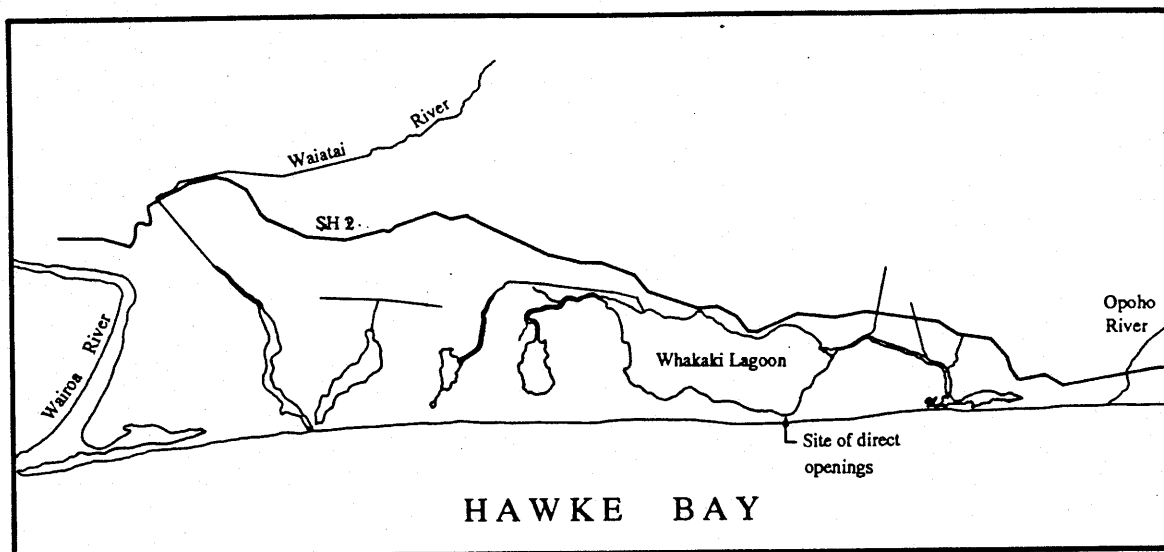 Waiatai River
SH 2
Wairoa River
Opoho
River
Whakaki Lagoon
Site of direct
openings
HAWKE BAY